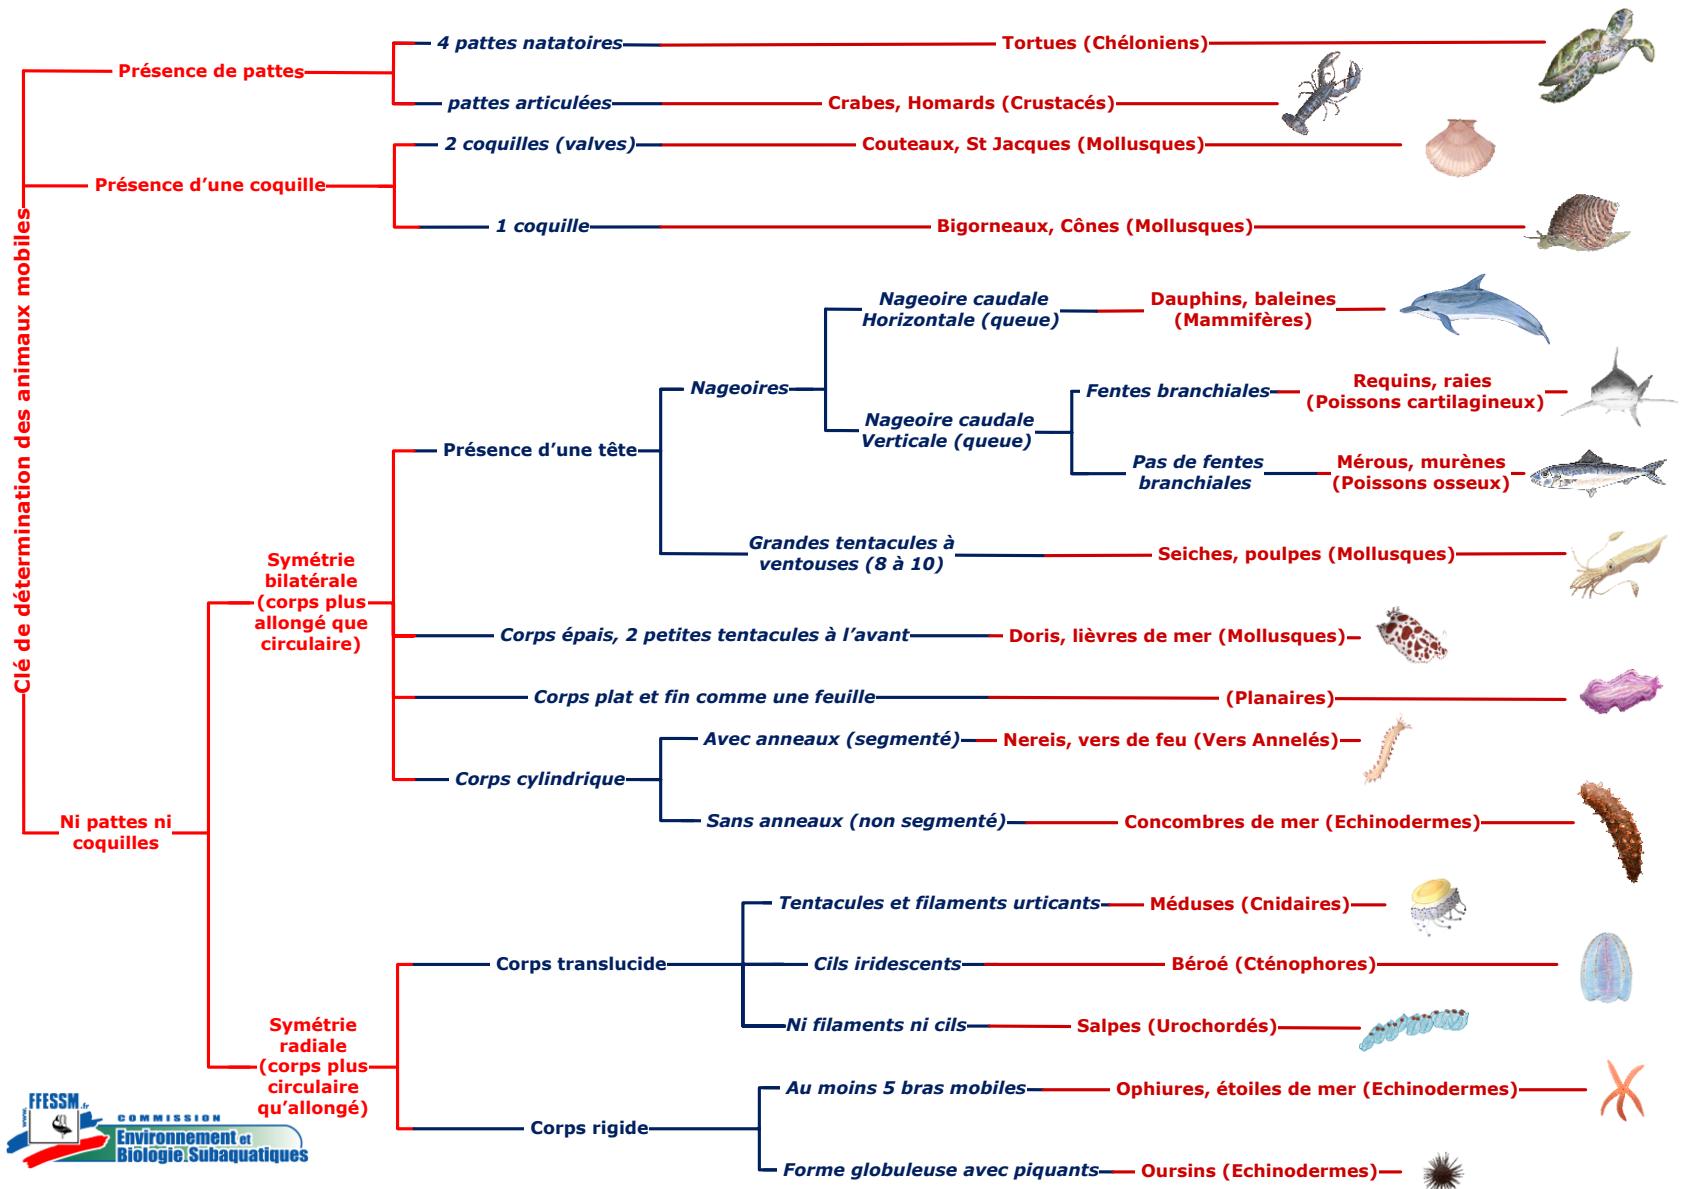 Clé de détermination des animaux mobiles
Présence de pattes
4 pattes natatoires
Tortues (Chéloniens)
pattes articulées
Crabes, Homards (Crustacés)
Présence d’une coquille
2 coquilles (valves)
Couteaux, St Jacques (Mollusques)
1 coquille
Bigorneaux, Cônes (Mollusques)
Ni pattes ni
coquilles
Symétrie
bilatérale
(corps plus
allongé que
circulaire)
Présence d’une tête
Nageoires
Nageoire caudale
Horizontale (queue)
Dauphins, baleines
(Mammifères)
Nageoire caudale
Verticale (queue)
Fentes branchiales
Requins, raies
(Poissons cartilagineux)
Pas de fentes
branchiales
Mérous, murènes
(Poissons osseux)
Grandes tentacules à
ventouses (8 à 10)
Seiches, poulpes (Mollusques)
Corps épais, 2 petites tentacules à l’avant
Doris, lièvres de mer (Mollusques)
Corps plat et fin comme une feuille
(Planaires)
Corps cylindrique
Avec anneaux (segmenté)
Nereis, vers de feu (Vers Annelés)
Sans anneaux (non segmenté)
Concombres de mer (Echinodermes)
Symétrie
radiale
(corps plus
circulaire
qu’allongé)
Corps translucide
Tentacules et filaments urticants
Méduses (Cnidaires)
Cils iridescents
Béroé (Cténophores)
Ni filaments ni cils
Salpes (Urochordés)
Corps rigide
Au moins 5 bras mobiles
Ophiures, étoiles de mer (Echinodermes)
Forme globuleuse avec piquants
Oursins (Echinodermes)
www.FFESSM.fr
COMMISSION
Environnement et
Biologie Subaquatiques